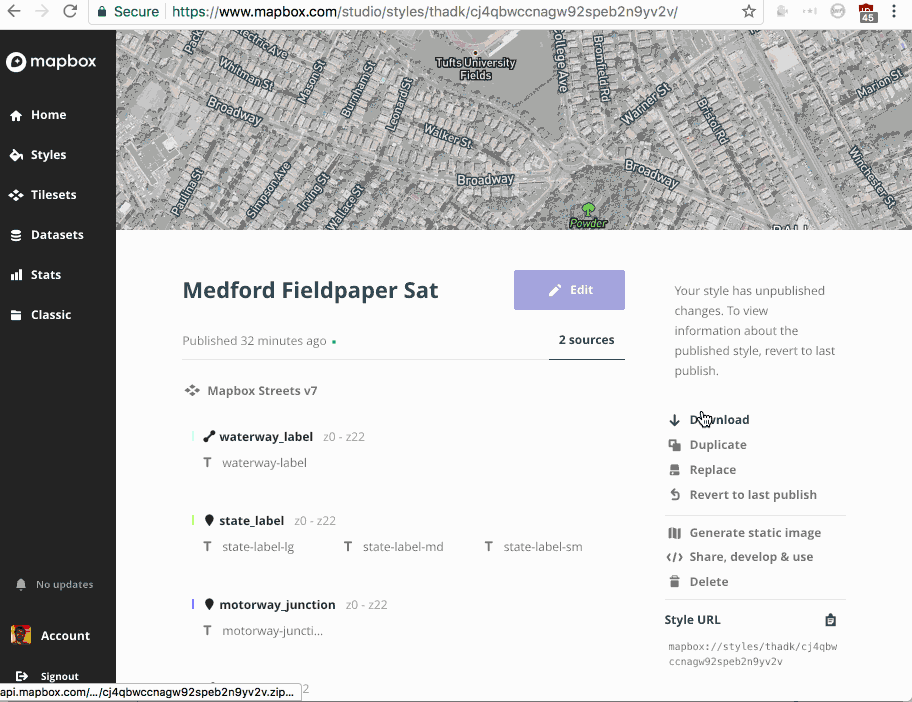 Secure https://www.mapbox.com/studio/styles/thadk/cj4qbwccnagw92speb2n9yv2v/
45
mapbox
Home
Styles
Tilesets
Datasets
Stats
Classic
No updates
Account
Signout
api.mapbox.com/.../cj4qbwccnagw92speb2n9yv2v.zip...
Electric Ave
Whitman St
Mason St
Burnham St
Leonard St
Tufts University
Fields
College Ave
Bromfield Rd
Warner St
Bristol Rd
Marion St
Winchester St
Broadway
Walker St
Paulina St
Simpson Ave
Irving St
Wallace St
Broadway
Broadway
Powder
BALL
Medford Fieldpaper Sat
Edit
Published 32 minutes ago
2 sources
Mapbox Streets v7
waterway_label z0 - z22
T waterway-label
state_label z0 - z22
T state-label-lg T state-label-md T state-label-sm
motorway_junction z0 - z22
T motorway-juncti...
Your style has unpublished
changes. To view
information about the
published style, revert to last
publish.
Download
Duplicate
Replace
Revert to last publish
Generate static image
Share, develop & use
Delete
Style URL
mapbox://styles/thadk/cj4qbw
ccnagw92speb2n9yv2v